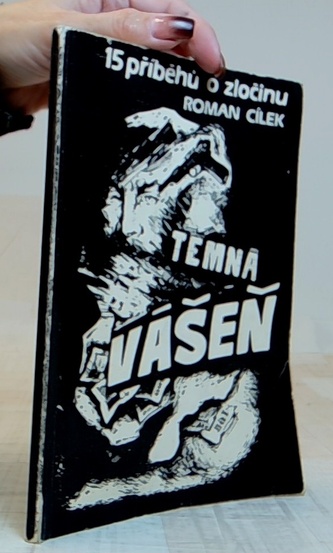 15 příběhů o zločinu
ROMAN CÍLEK
TEMNÁ
VÁŠEŇ